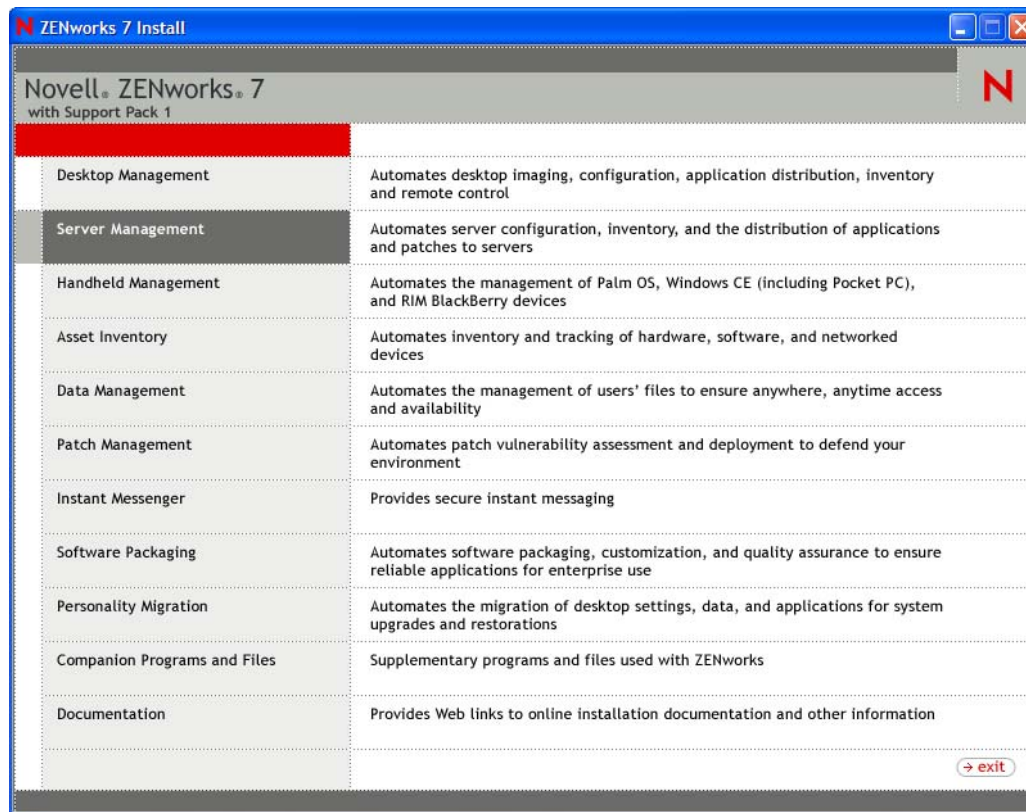 N ZENworks 7 Install
Novell® ZENworks® 7
with Support Pack 1
N
Desktop Management
Automates desktop imaging, configuration, application distribution, inventory
and remote control
Server Management
Automates server configuration, inventory, and the distribution of applications
and patches to servers
Handheld Management
Automates the management of Palm OS, Windows CE (including Pocket PC),
and RIM BlackBerry devices
Asset Inventory
Automates inventory and tracking of hardware, software, and networked
devices
Data Management
Automates the management of users’ files to ensure anywhere, anytime access
and availability
Patch Management
Automates patch vulnerability assessment and deployment to defend your
environment
Instant Messenger
Provides secure instant messaging
Software Packaging
Automates software packaging, customization, and quality assurance to ensure
reliable applications for enterprise use
Personality Migration
Automates the migration of desktop settings, data, and applications for system
upgrades and restorations
Companion Programs and Files
Supplementary programs and files used with ZENworks
Documentation
Provides Web links to online installation documentation and other information
→ exit